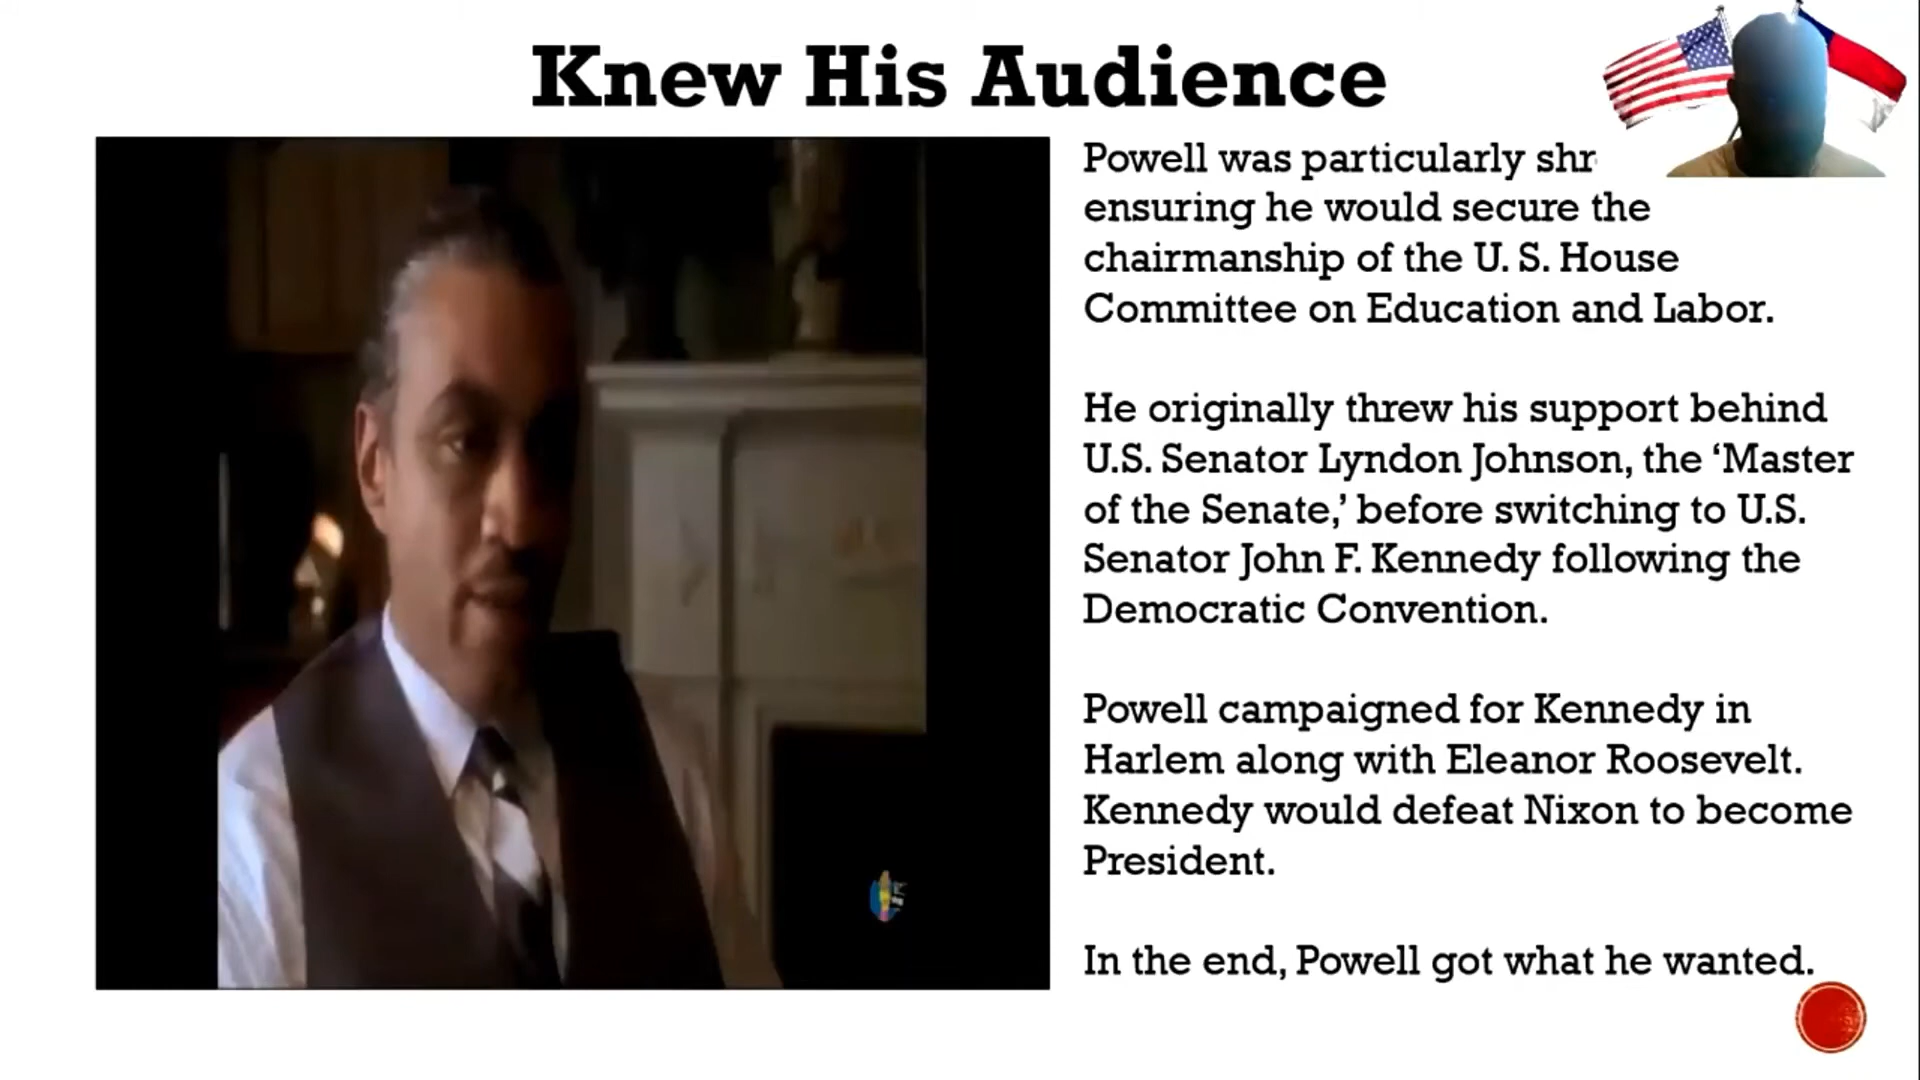 Knew His Audience
Powell was particularly
ensuring he would secure the
chairmanship of the U. S. House
Committee on Education and Labor.
He originally threw his support behind
U.S. Senator Lyndon Johnson, the ‘Master
of the Senate,’ before switching to U.S.
Senator John F. Kennedy following the
Democratic Convention.
Powell campaigned for Kennedy in
Harlem along with Eleanor Roosevelt.
Kennedy would defeat Nixon to become
President.
In the end, Powell got what he wanted.